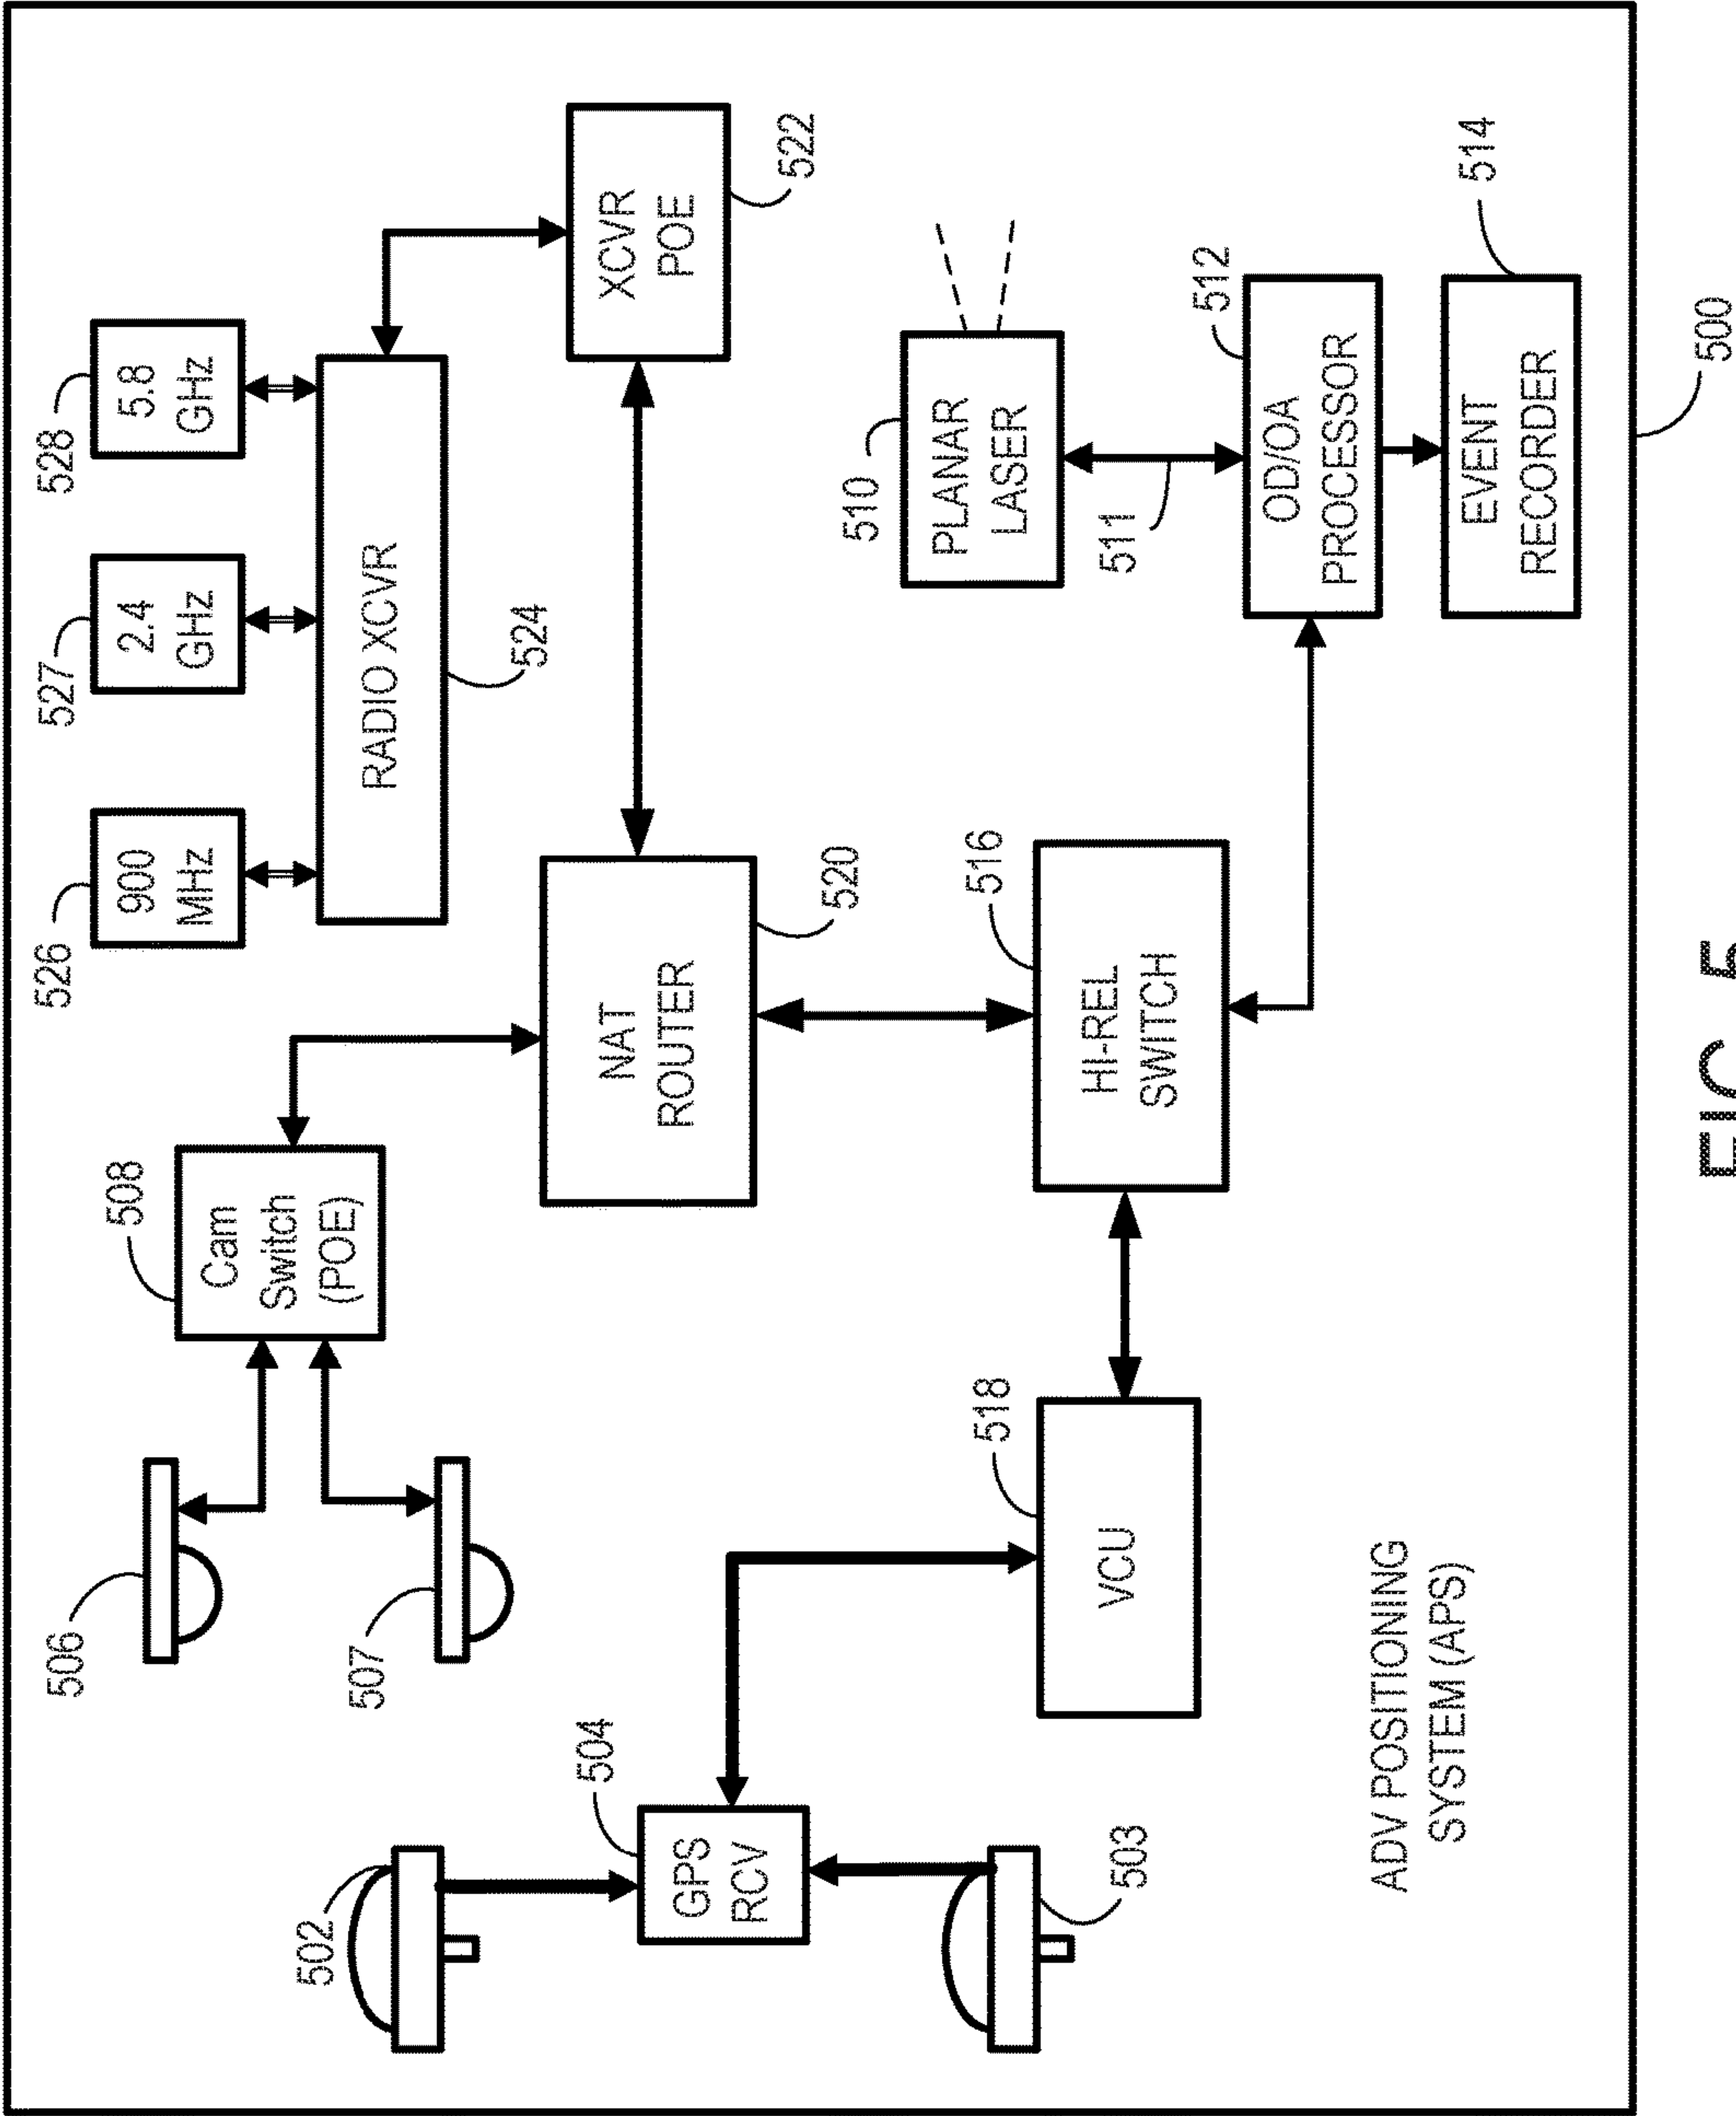 526
527
528
900
MHz
2.4
GHz
5.8
GHz
506
508
Cam
Switch
(POE)
RADIO XCVR
524
502
507
504
NAT
ROUTER
520
XCVR
POE
522
GPS
RCV
503
518
VCU
516
HI-REL
SWITCH
510
PLANAR
LASER
511
512
OD/OA
PROCESSOR
514
EVENT
RECORDER
ADV POSITIONING
SYSTEM (APS)
500
FIG. 5